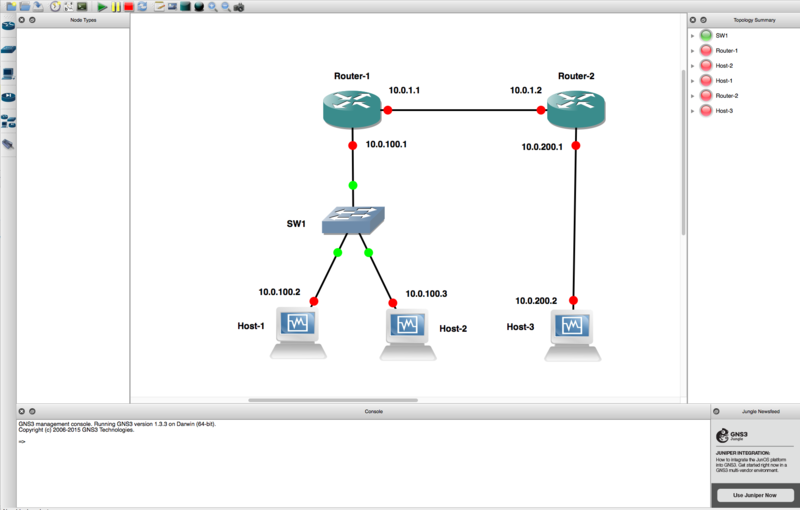 Node Types
Topology Summary
SW1
Router-1
Host-2
Host-1
Router-2
Host-3
Router-1
Router-2
10.0.1.1
10.0.1.2
10.0.100.1
10.0.200.1
SW1
10.0.100.2
10.0.100.3
10.0.200.2
Host-1
Host-2
Host-3
Console
GNS3 management console. Running GNS3 version 1.3.3 on Darwin (64-bit).
Copyright (c) 2006-2015 GNS3 Technologies.
=>
Jungle Newsfeed
GNS3
Jungle
JUNIPER INTEGRATION:
How to integrate the JunOS platform
into GNS3. Get started right now in a
GNS3 multi-vendor environment.
Use Juniper Now